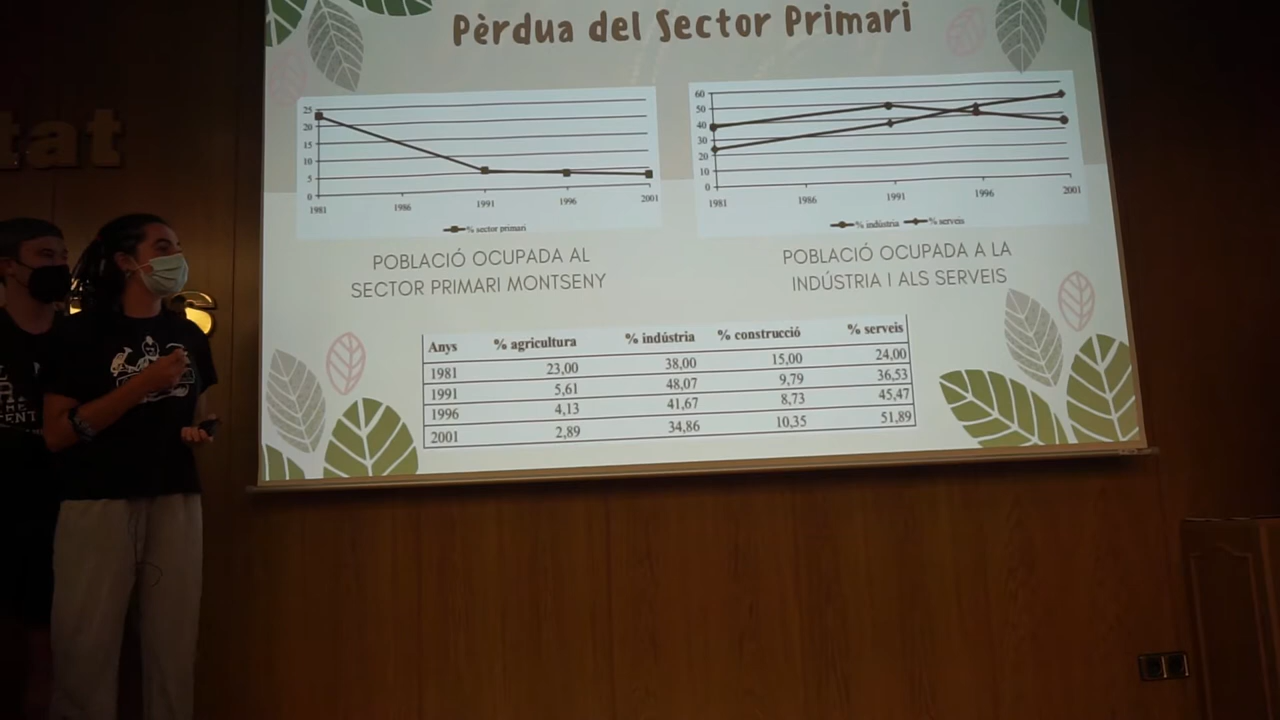 Pèrdua del Sector Primari
tat
25
20
15
10
5
0
1981 1986 1991 1996 2001
% sector primari
60
50
40
30
20
10
0
1981 1986 1991 1996 2001
% indústria % serveis
POBLACIÓ OCUPADA AL
SECTOR PRIMARI MONTSENY
POBLACIÓ OCUPADA A LA
INDÚSTRIA I ALS SERVEIS
Anys % agricultura % indústria % construcció % serveis
1981 23,00 38,00 15,00 24,00
1991 5,61 48,07 9,79 36,53
1996 4,13 41,67 8,73 45,47
2001 2,89 34,86 10,35 51,89